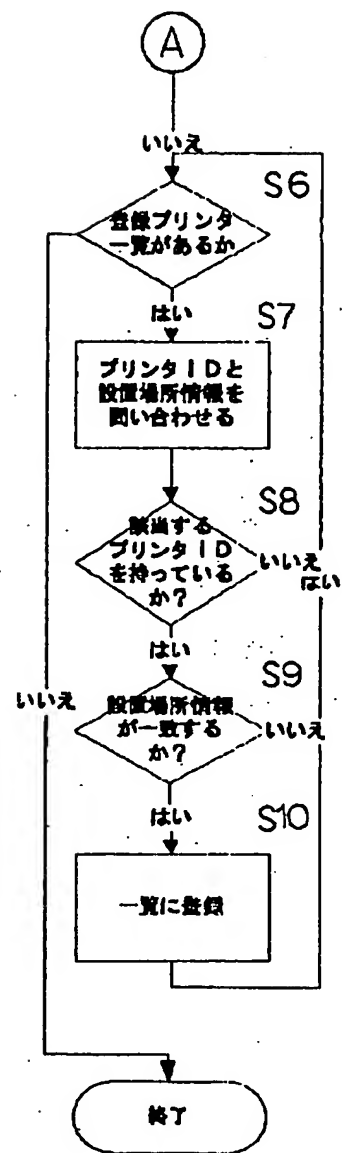 A
いいえ
S6
登録プリンタ
一覧があるか
はい
S7
プリンタIDと
設置場所情報を
問い合わせる
S8
該当する
プリンタID
を持っている
か?
いいえ
はい
はい
S9
設置場所情報
が一致する
か?
いいえ
いいえ
はい
S10
一覧に登録
終了